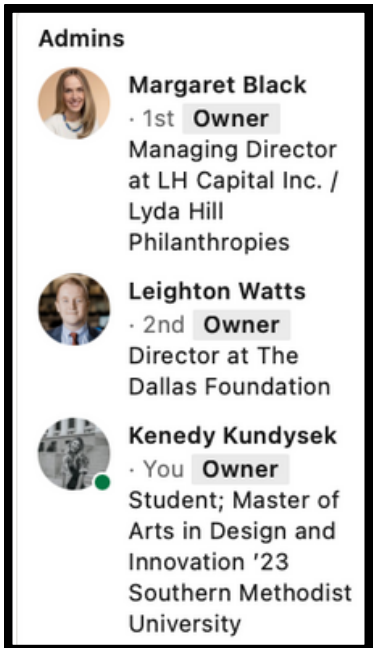 Admins
Margaret Black
· 1st Owner
Managing Director
at LH Capital Inc. /
Lyda Hill
Philanthropies
Leighton Watts
· 2nd Owner
Director at The
Dallas Foundation
Kenedy Kundysek
· You Owner
Student; Master of
Arts in Design and
Innovation ’23
Southern Methodist
University